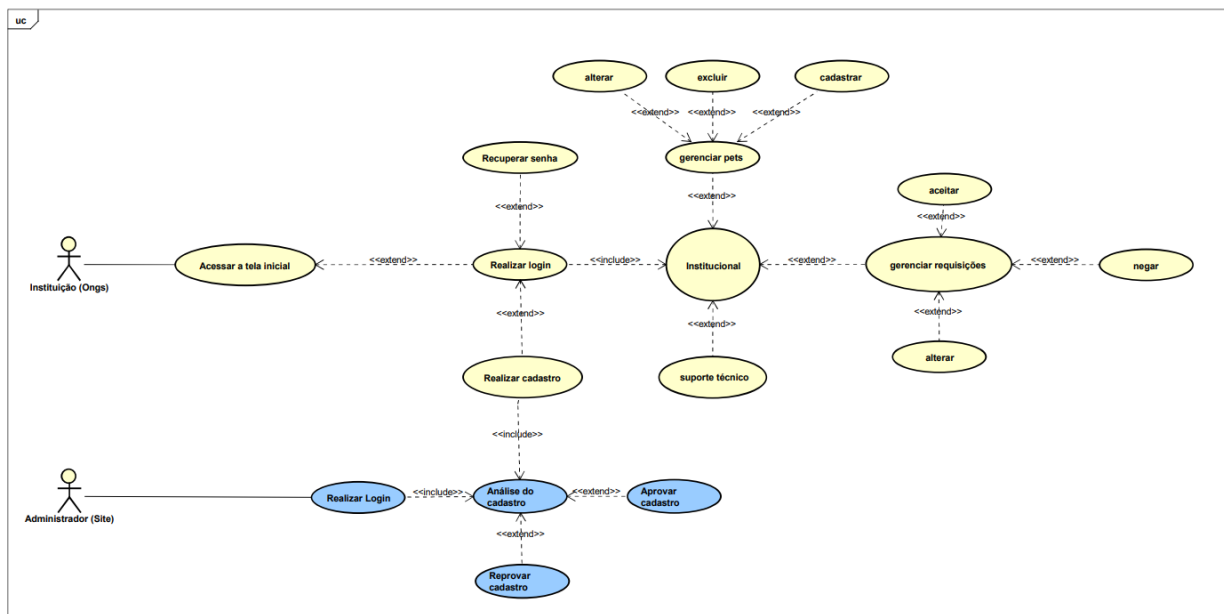 uc
alterar
excluir
cadastrar
<<extend>>
<<extend>>
<<extend>>
Recuperar senha
gerenciar pets
aceitar
<<extend>>
<<extend>>
<<extend>>
Instituição (Ongs)
Acessar a tela inicial
<<extend>>
Realizar login
<<include>>
Institucional
<<extend>>
gerenciar requisições
<<extend>>
negar
<<extend>>
<<extend>>
<<extend>>
alterar
Realizar cadastro
suporte técnico
<<include>>
Administrador (Site)
Realizar Login
<<include>>
Análise do
cadastro
<<extend>>
Aprovar
cadastro
<<extend>>
Reprovar
cadastro